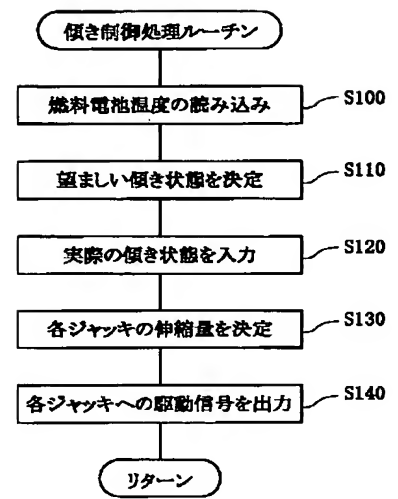 傾き制御処理ルーチン
燃料電池温度の読み込み
S100
望ましい傾き状態を決定
S110
実際の傾き状態を入力
S120
各ジャッキの伸縮量を決定
S130
各ジャッキへの駆動信号を出力
S140
リターン